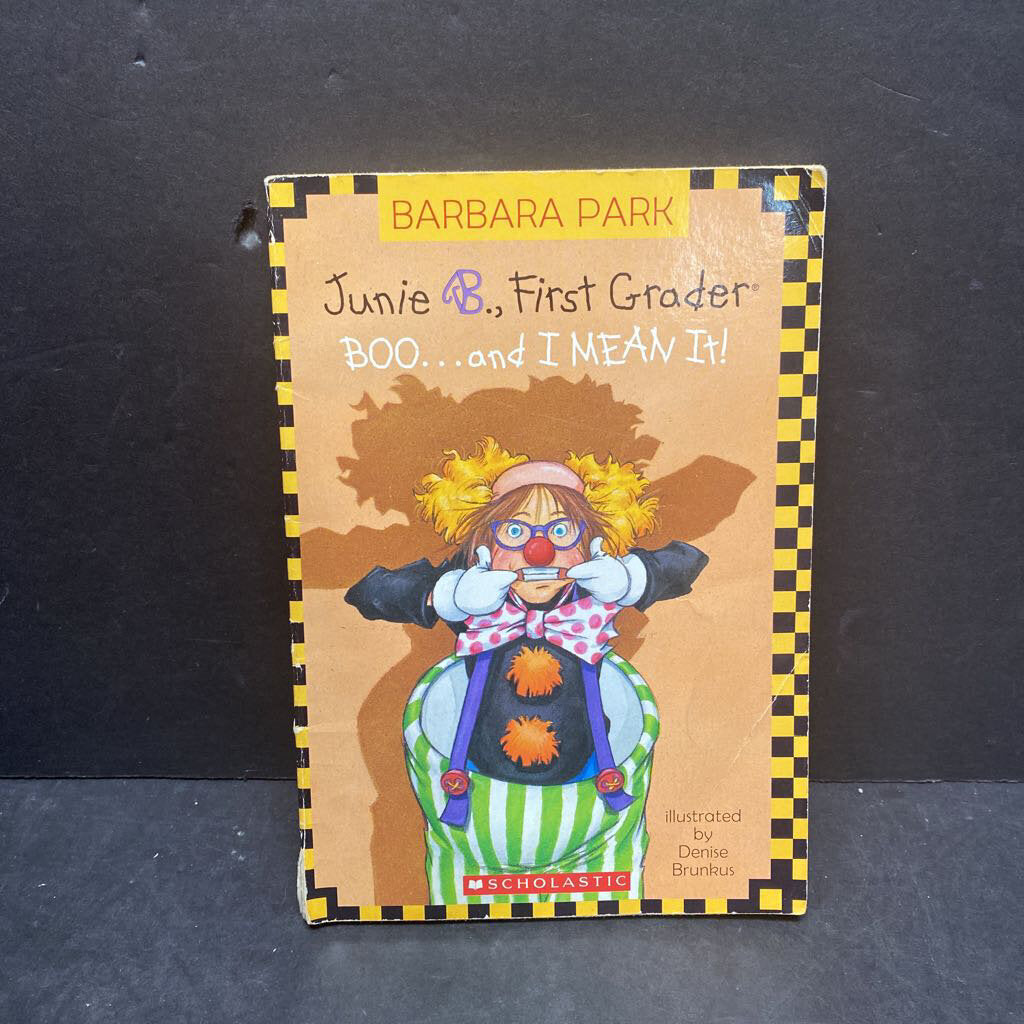 BARBARA PARK
Junie B., First Grader®
BOO...and I MEAN It!
illustrated
by
Denise
Brunkus
SCHOLASTIC